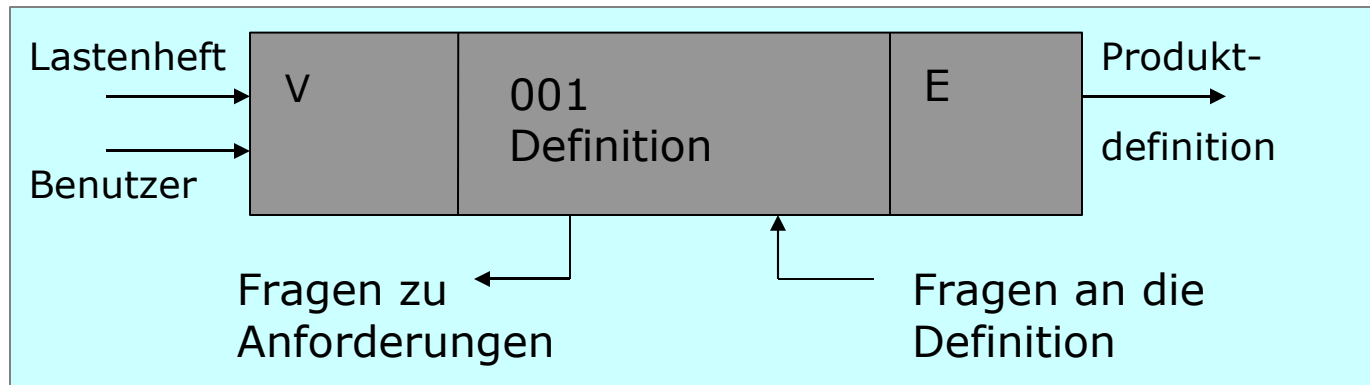 Lastenheft
Benutzer
V
001
Definition
E
Produkt-
definition
Fragen zu
Anforderungen
Fragen an die
Definition